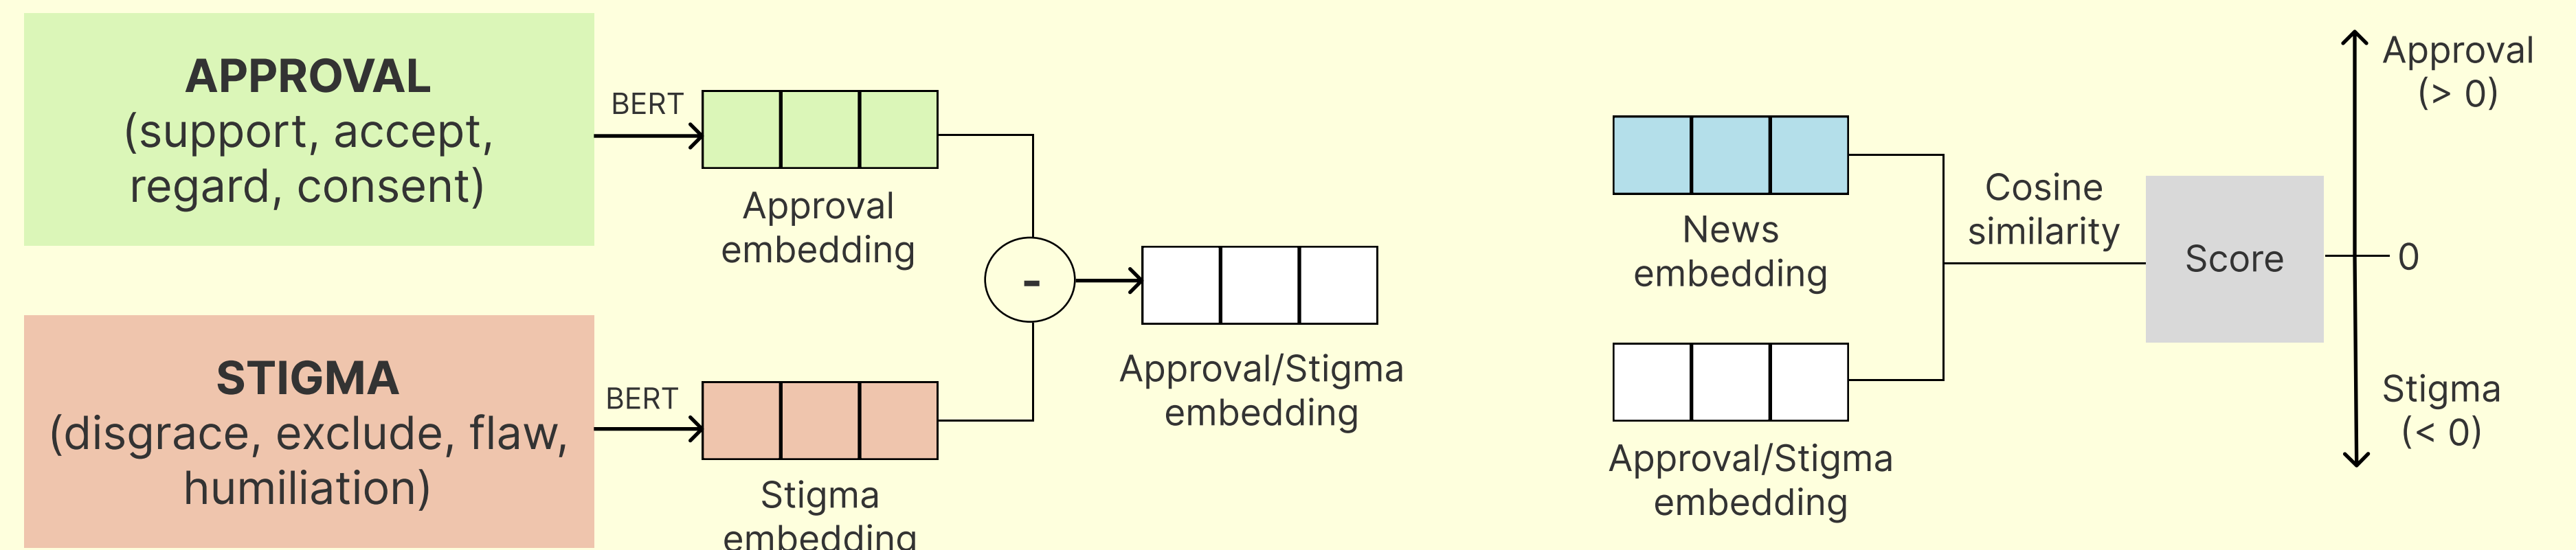 APPROVAL
(support, accept,
regard, consent)
BERT
Approval
embedding
STIGMA
(disgrace, exclude, flaw,
humiliation)
BERT
Stigma
embedding
-
Approval/Stigma
embedding
News
embedding
Approval/Stigma
embedding
Cosine
similarity
Score
Approval
(> 0)
0
Stigma
(< 0)